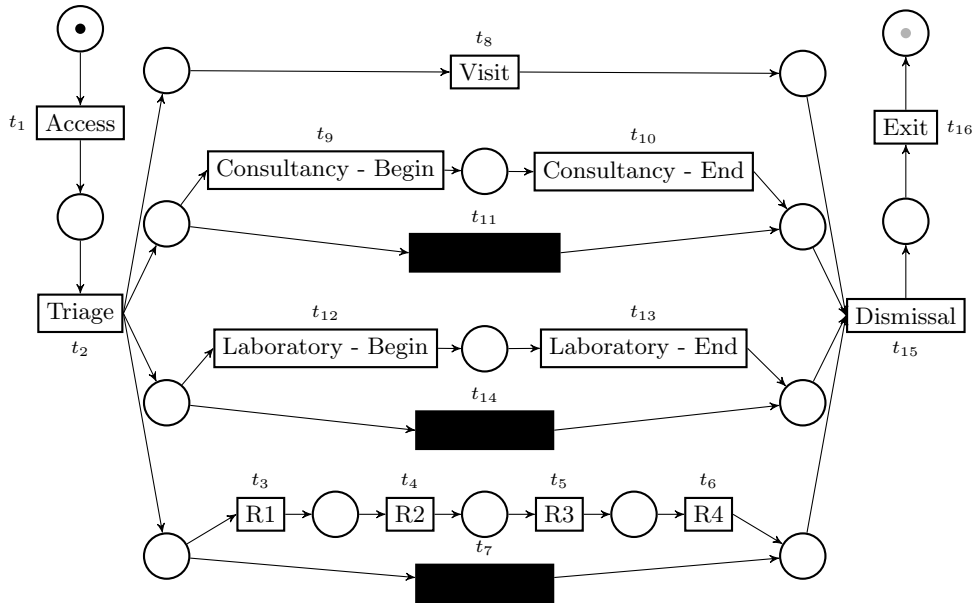 t₈
Visit
t₁
Access
Exit
t₁₆
t₉
t₁₀
Consultancy - Begin
Consultancy - End
t₁₁
Triage
t₂
t₁₂
t₁₃
Laboratory - Begin
Laboratory - End
Dismissal
t₁₅
t₁₄
t₃
t₄
t₅
t₆
R1
R2
R3
R4
t₇